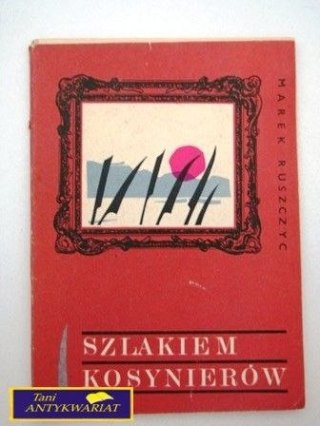 MAREK RUSZCZYC
SZLAKIEM
KOSYNIERÓW
Tani
ANTYKWARIAT